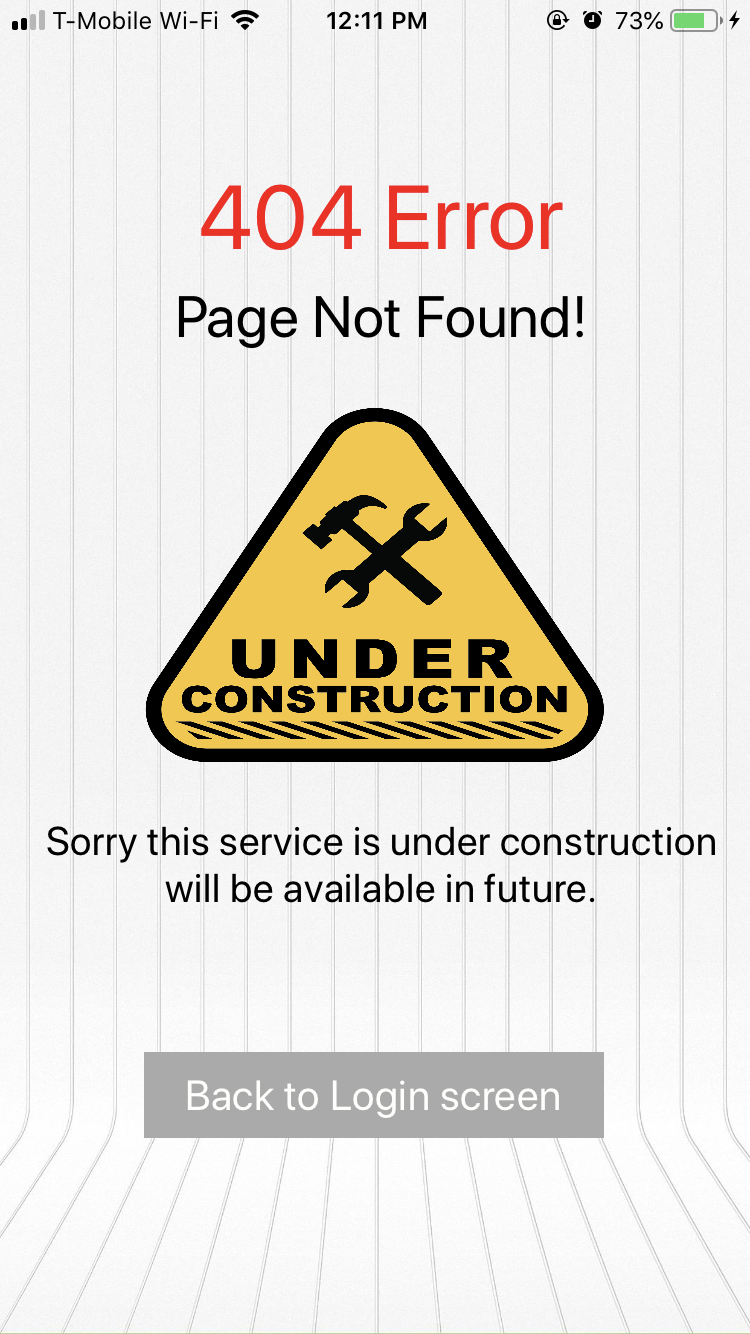 T-Mobile Wi-Fi 12:11 PM 73%
404 Error
Page Not Found!
UNDER
CONSTRUCTION
Sorry this service is under construction
will be available in future.
Back to Login screen